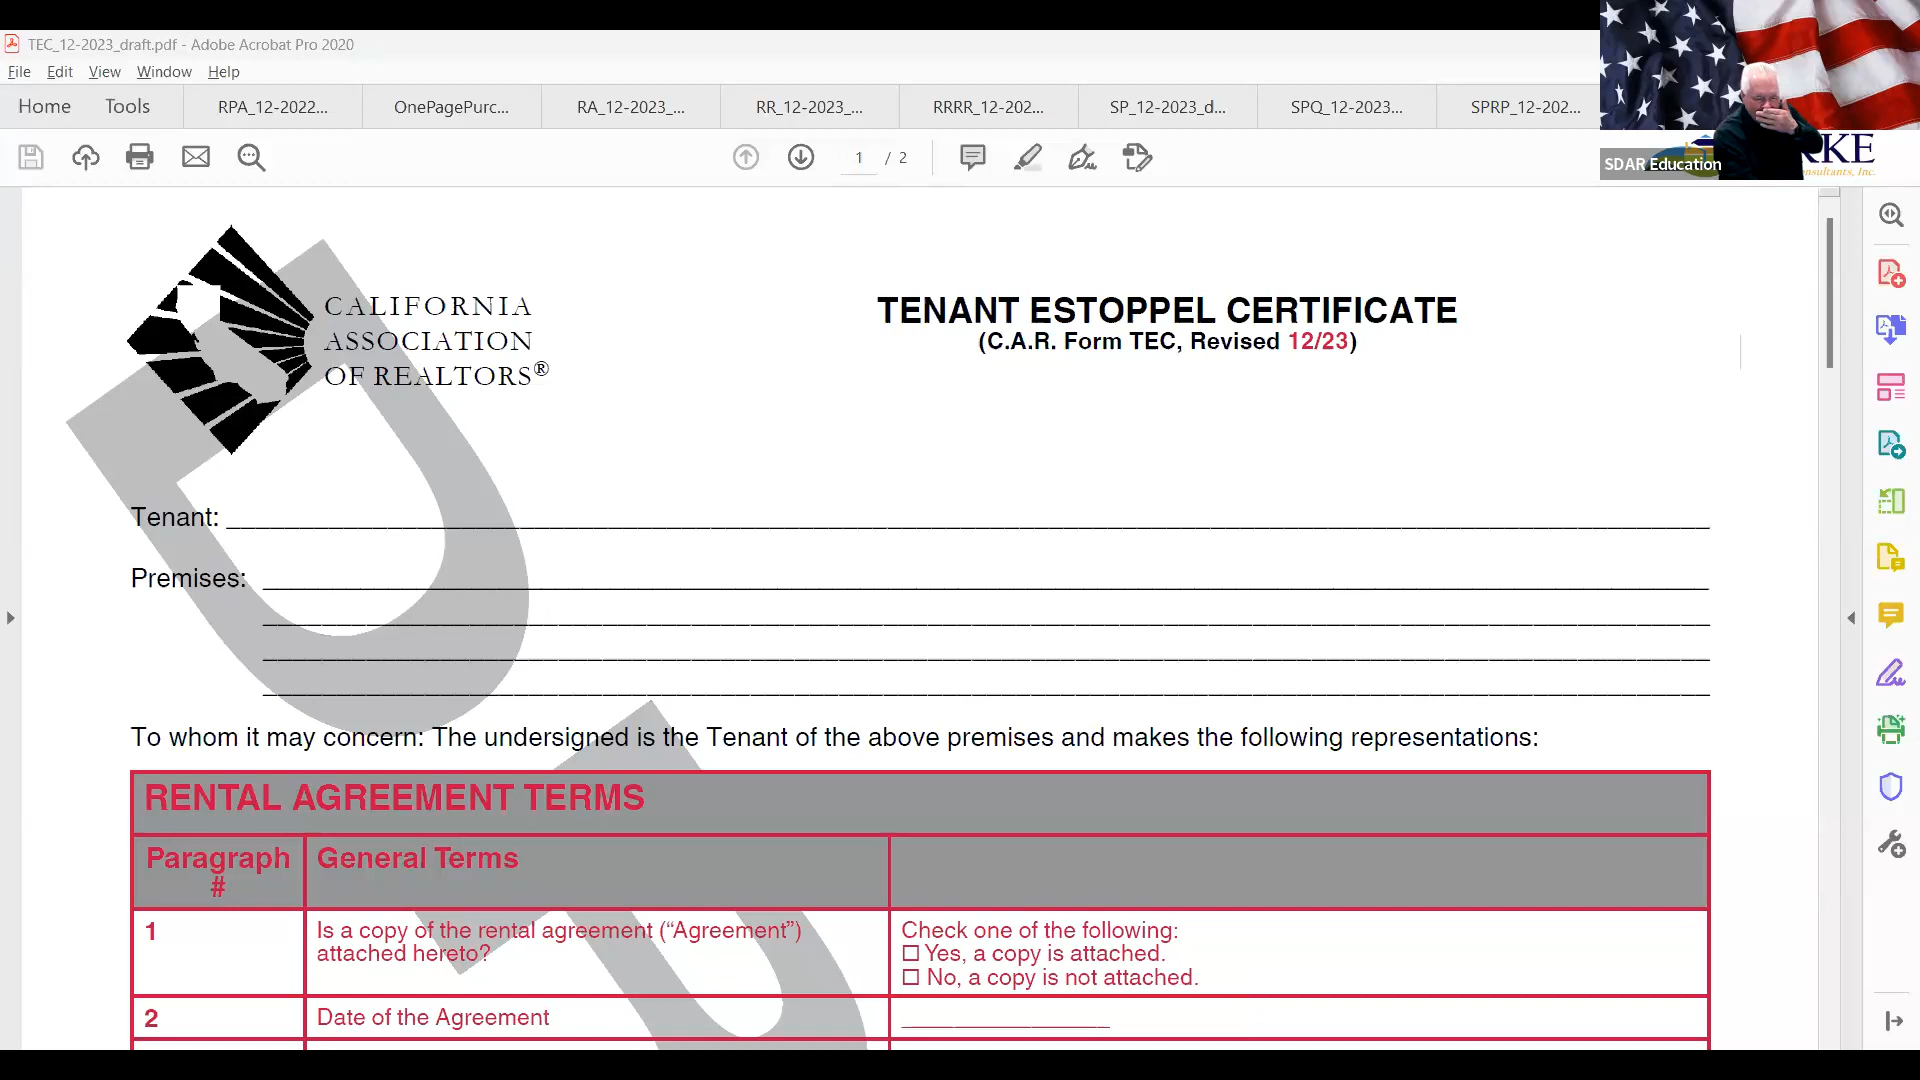 TEC_12-2023_draft.pdf - Adobe Acrobat Pro 2020
File Edit View Window Help
Home Tools RPA_12-2022... OnePagePurc... RA_12-2023_... RR_12-2023_... RRRR_12-202... SP_12-2023_d... SPQ_12-2023... SPRP_12-202...
1 / 2
RKE
SDAR Education
onsultants, Inc.
CALIFORNIA
ASSOCIATION
OF REALTORS®
TENANT ESTOPPEL CERTIFICATE
(C.A.R. Form TEC, Revised 12/23)
Tenant:
Premises:
To whom it may concern: The undersigned is the Tenant of the above premises and makes the following representations:
RENTAL AGREEMENT TERMS
Paragraph # General Terms
1 Is a copy of the rental agreement (“Agreement”) attached hereto?
Check one of the following:
☐ Yes, a copy is attached.
☐ No, a copy is not attached.
2 Date of the Agreement